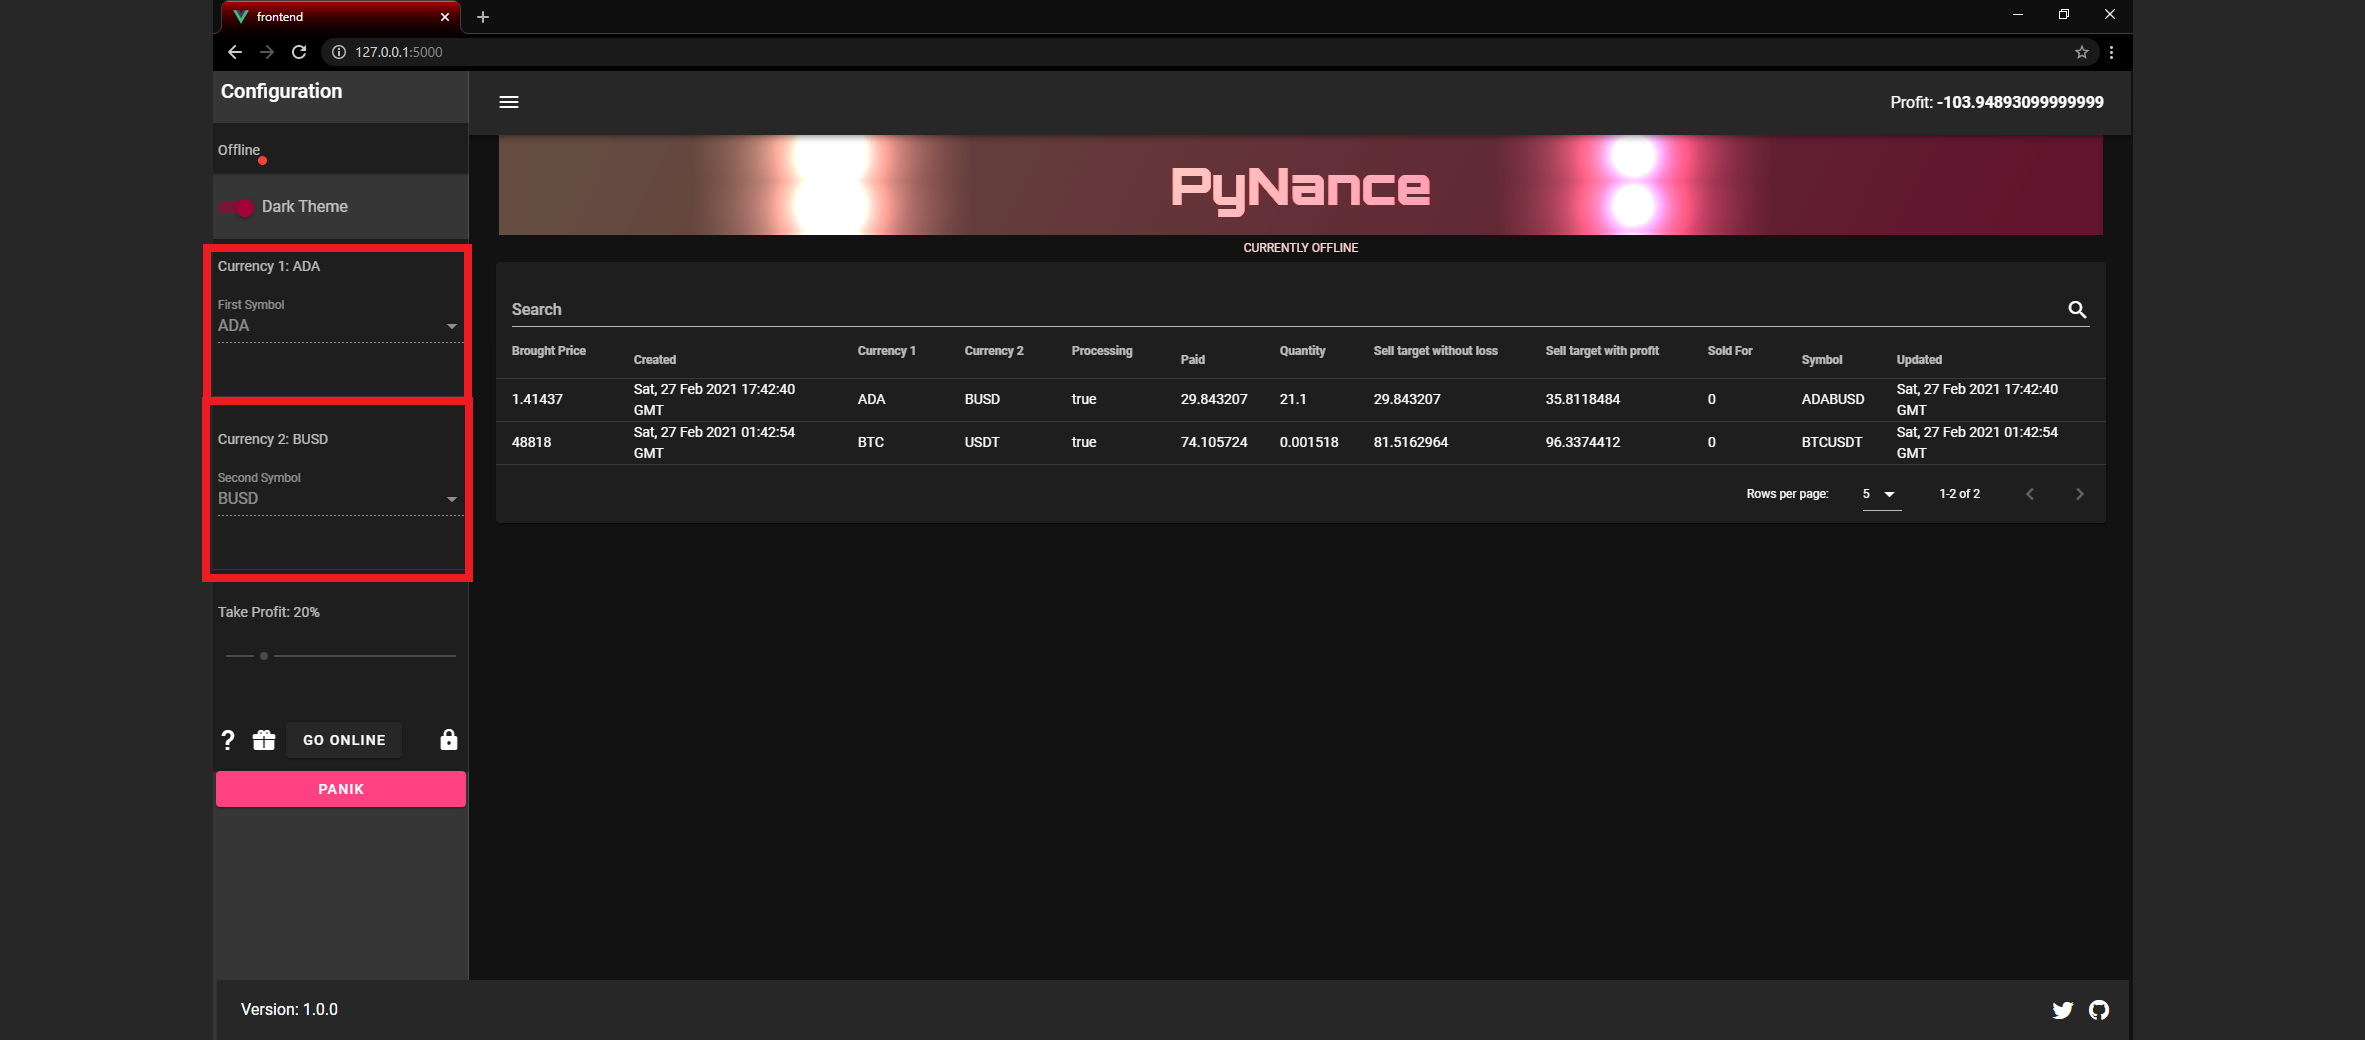 frontend
127.0.0.1:5000
Configuration
Profit: -103.94893099999999
Offline
Dark Theme
PyNance
CURRENTLY OFFLINE
Currency 1: ADA
First Symbol
ADA
Currency 2: BUSD
Second Symbol
BUSD
Take Profit: 20%
? GO ONLINE
PANIK
Search
Brought Price Created Currency 1 Currency 2 Processing Paid Quantity Sell target without loss Sell target with profit Sold For Symbol Updated
1.41437 Sat, 27 Feb 2021 17:42:40 GMT ADA BUSD true 29.843207 21.1 29.843207 35.8118484 0 ADABUSD Sat, 27 Feb 2021 17:42:40 GMT
48818 Sat, 27 Feb 2021 01:42:54 GMT BTC USDT true 74.105724 0.001518 81.5162964 96.3374412 0 BTCUSDT Sat, 27 Feb 2021 01:42:54 GMT
Rows per page: 5 1-2 of 2
Version: 1.0.0